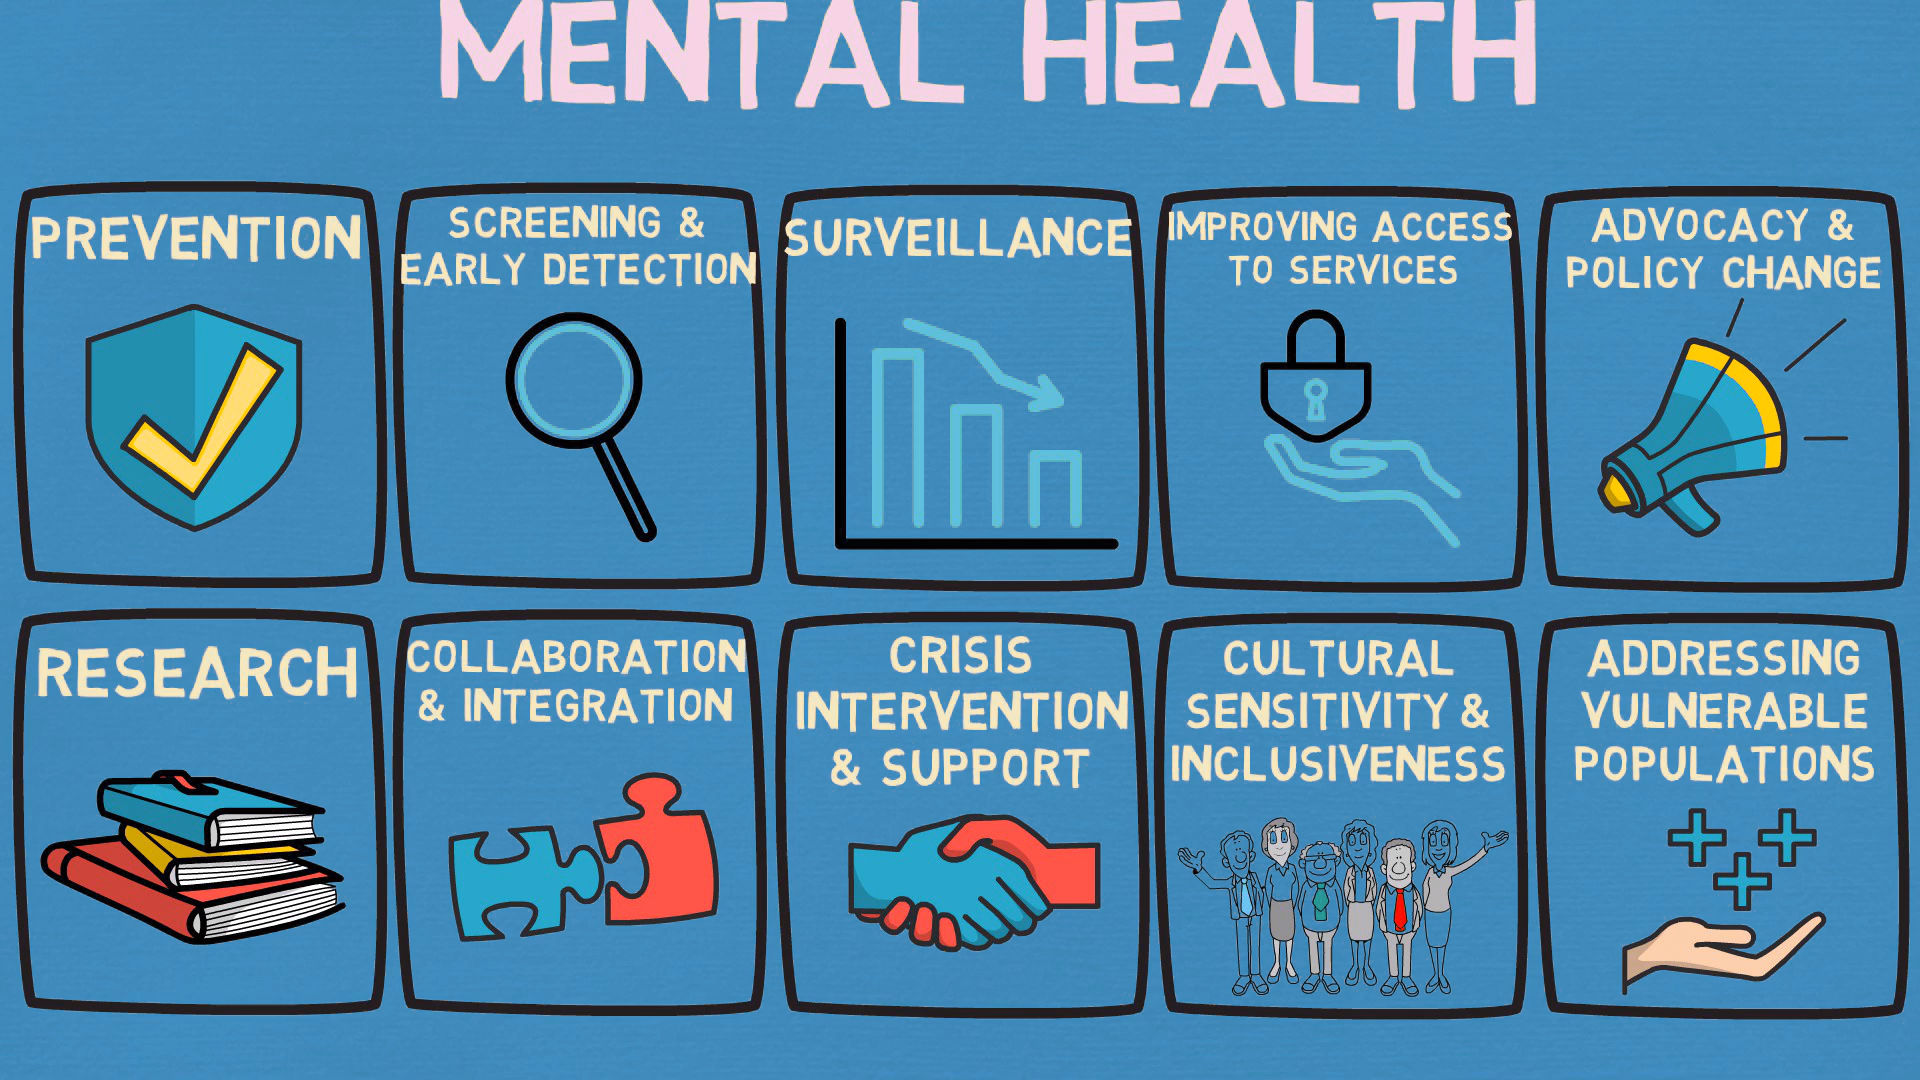 MENTAL HEALTH
PREVENTION
SCREENING &
EARLY DETECTION
SURVEILLANCE
IMPROVING ACCESS
TO SERVICES
ADVOCACY &
POLICY CHANGE
RESEARCH
COLLABORATION
& INTEGRATION
CRISIS
INTERVENTION
& SUPPORT
CULTURAL
SENSITIVITY &
INCLUSIVENESS
ADDRESSING
VULNERABLE
POPULATIONS